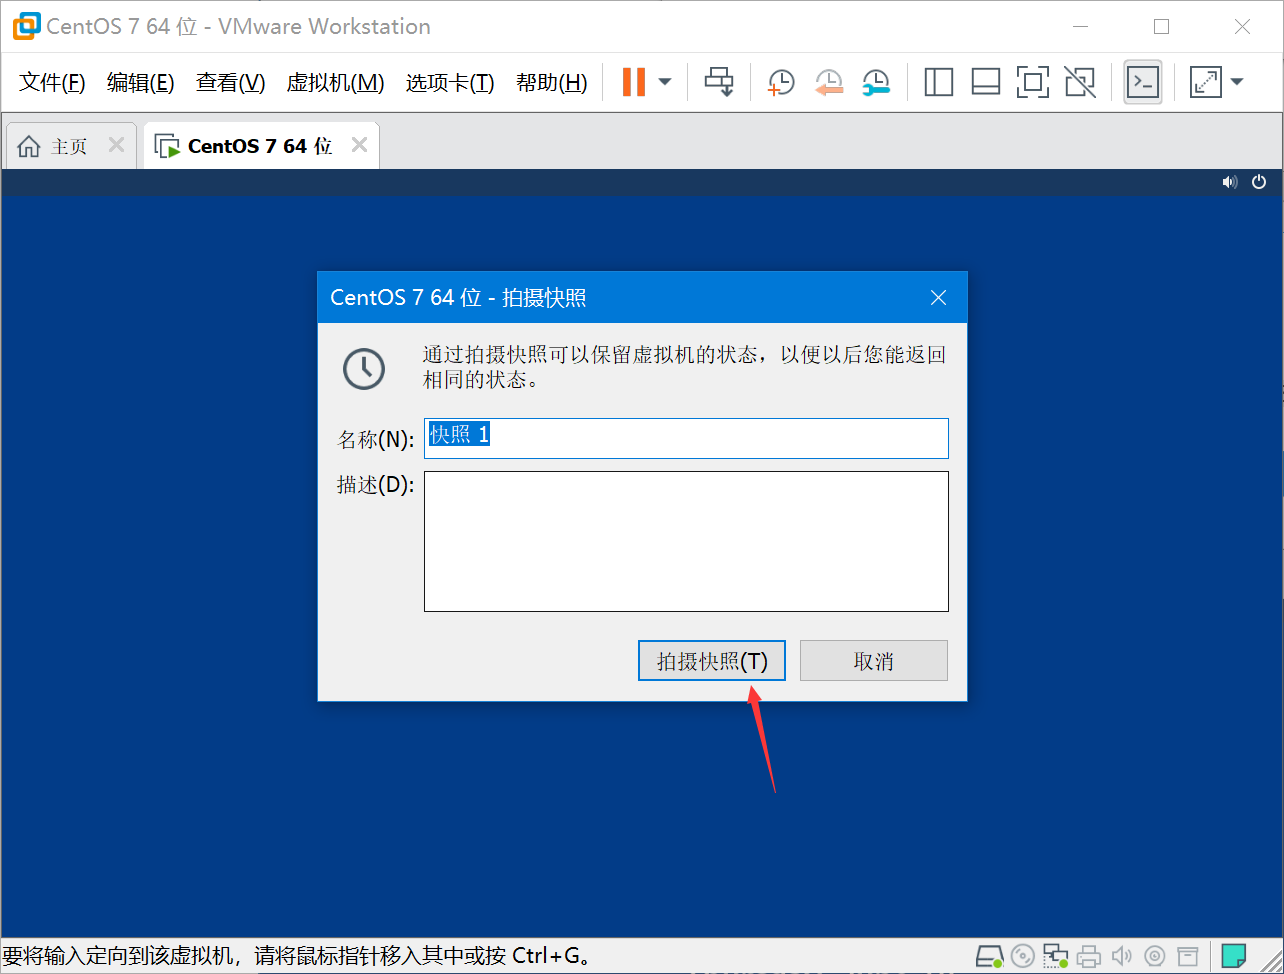 CentOS 7 64 位 - VMware Workstation
文件(F) 编辑(E) 查看(V) 虚拟机(M) 选项卡(T) 帮助(H)
主页 CentOS 7 64 位
CentOS 7 64 位 - 拍摄快照
通过拍摄快照可以保留虚拟机的状态，以便以后您能返回
相同的状态。
名称(N): 快照 1
描述(D):
拍摄快照(T) 取消
要将输入定向到该虚拟机，请将鼠标指针移入其中或按 Ctrl+G。